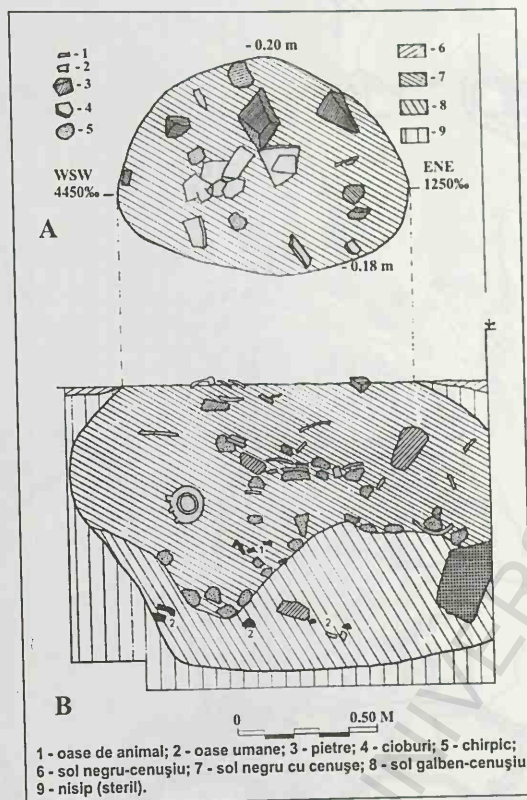 - 0.20 m
- 1
- 2
- 3
- 4
- 5
- 6
- 7
- 8
- 9
WSW
4450‰
ENE
1250‰
A
- 0.18 m
1
2
2
2
B
0 0.50 M
1 - oase de animal; 2 - oase umane; 3 - pietre; 4 - cioburi; 5 - chirpic;
6 - sol negru-cenuşiu; 7 - sol negru cu cenuşe; 8 - sol galben-cenuşiu
9 - nisip (steril).